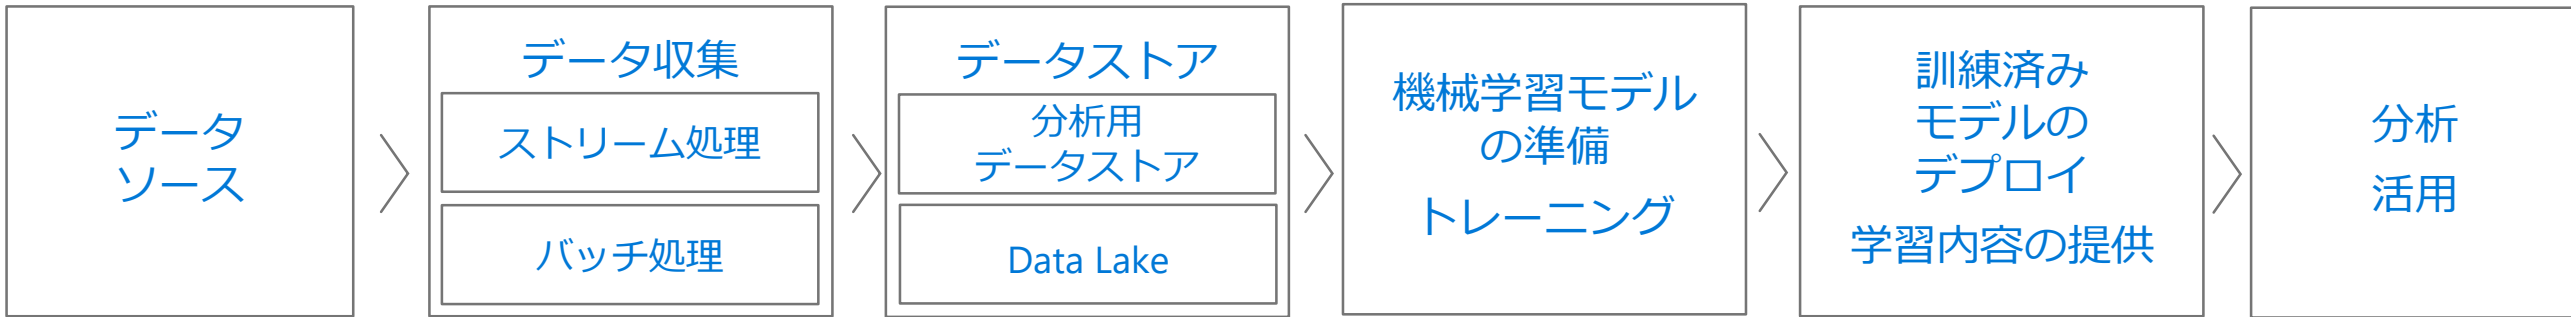 データ
ソース
データ収集
ストリーム処理
バッチ処理
データストア
分析用
データストア
Data Lake
機械学習モデル
の準備
トレーニング
訓練済み
モデルの
デプロイ
学習内容の提供
分析
活用